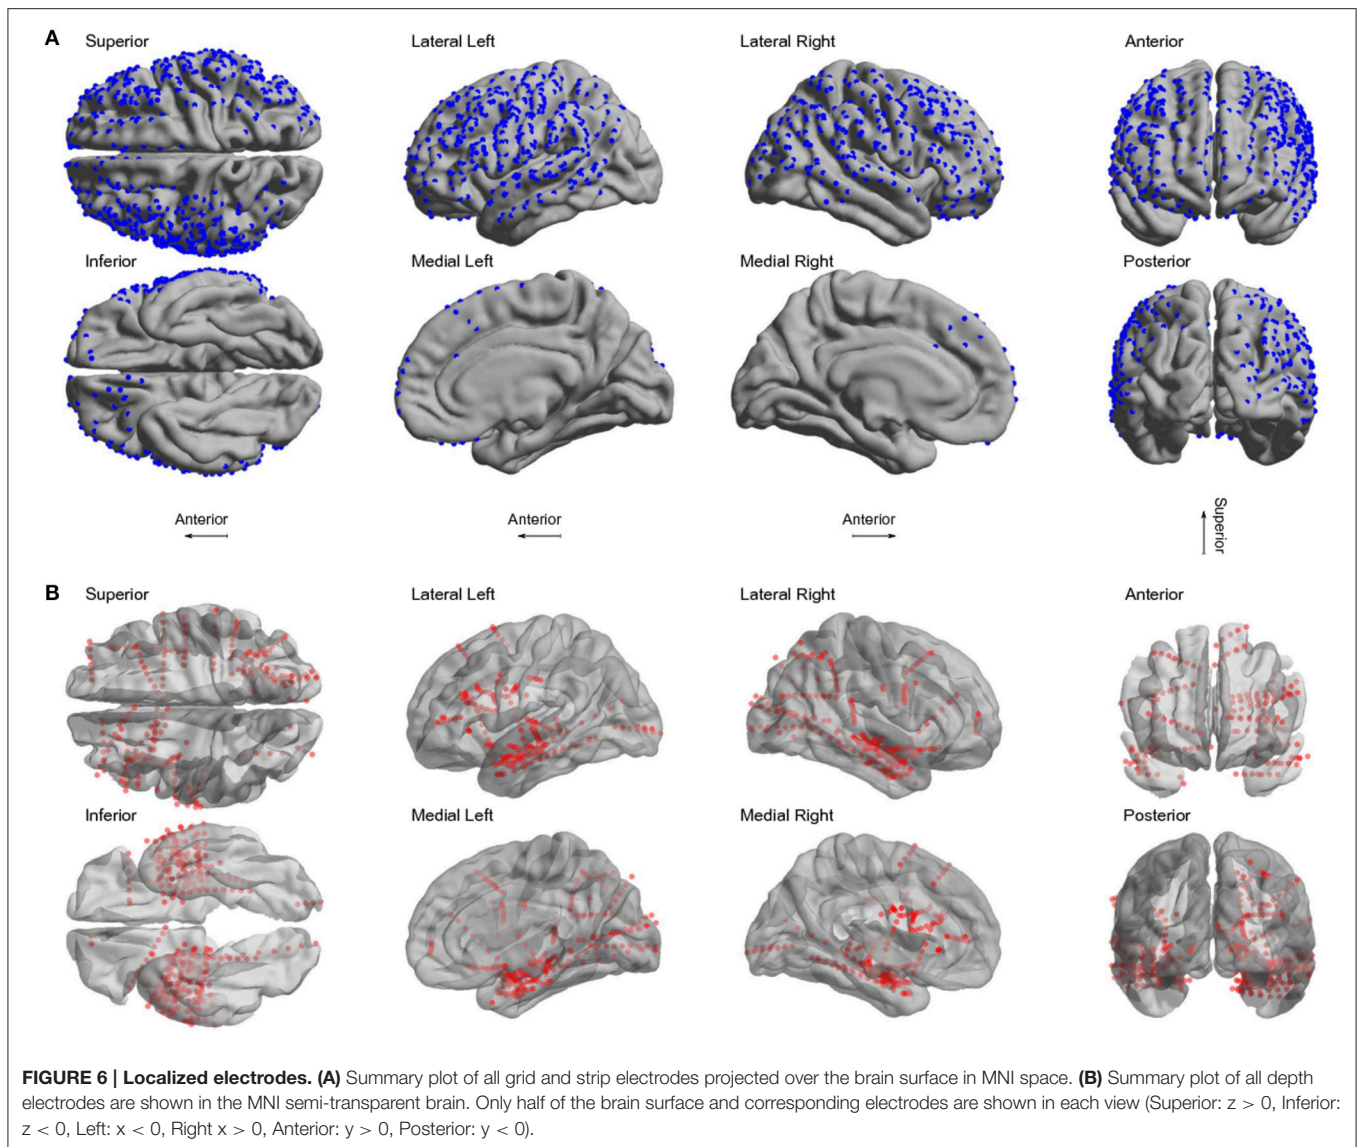 A
Superior
Lateral Left
Lateral Right
Anterior
Inferior
Medial Left
Medial Right
Posterior
Anterior
Anterior
Anterior
Superior
B
Superior
Lateral Left
Lateral Right
Anterior
Inferior
Medial Left
Medial Right
Posterior
FIGURE 6 | Localized electrodes. (A) Summary plot of all grid and strip electrodes projected over the brain surface in MNI space. (B) Summary plot of all depth
electrodes are shown in the MNI semi-transparent brain. Only half of the brain surface and corresponding electrodes are shown in each view (Superior: z > 0, Inferior:
z < 0, Left: x < 0, Right x > 0, Anterior: y > 0, Posterior: y < 0).